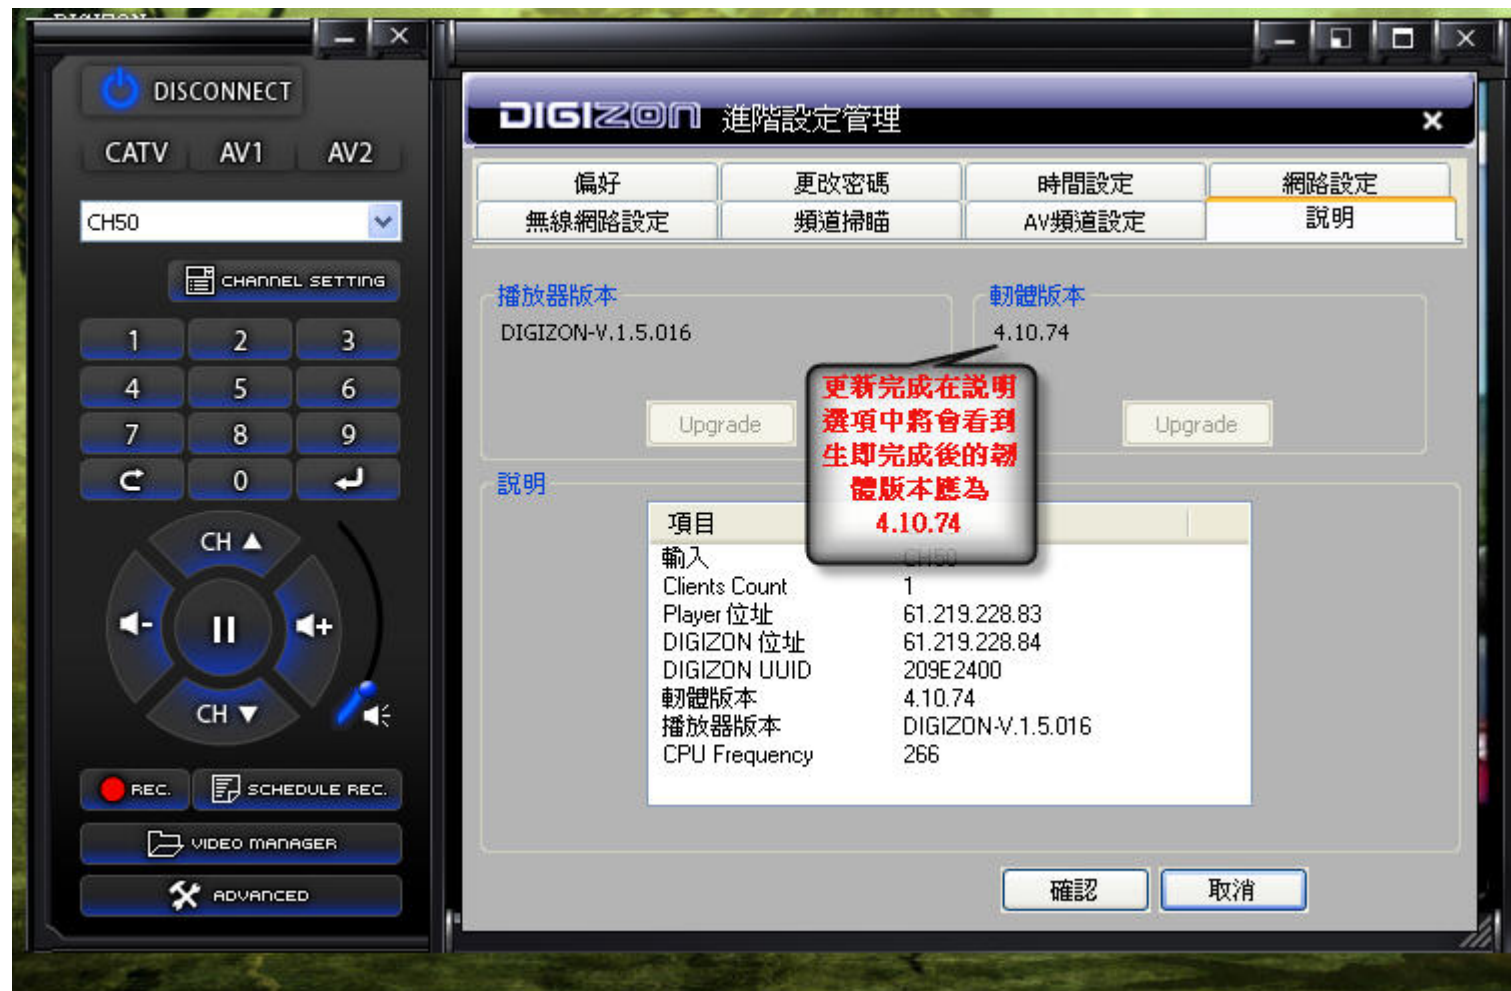 DISCONNECT
CATV AV1 AV2
CH50
CHANNEL SETTING
1 2 3
4 5 6
7 8 9
0
CH ▲
CH ▼
REC. SCHEDULE REC.
VIDEO MANAGER
ADVANCED
DIGIZON 進階設定管理
偏好 更改密碼 時間設定 網路設定
無線網路設定 頻道掃瞄 AV頻道設定 說明
播放器版本 軔體版本
DIGIZON-V.1.5.016 4.10.74
Upgrade Upgrade
更新完成在說明
選項中將會看到
生即完成後的韌
體版本應為
4.10.74
說明
項目
輸入 CH50
Clients Count 1
Player 位址 61.219.228.83
DIGIZON 位址 61.219.228.84
DIGIZON UUID 209E2400
軔體版本 4.10.74
播放器版本 DIGIZON-V.1.5.016
CPU Frequency 266
確認 取消